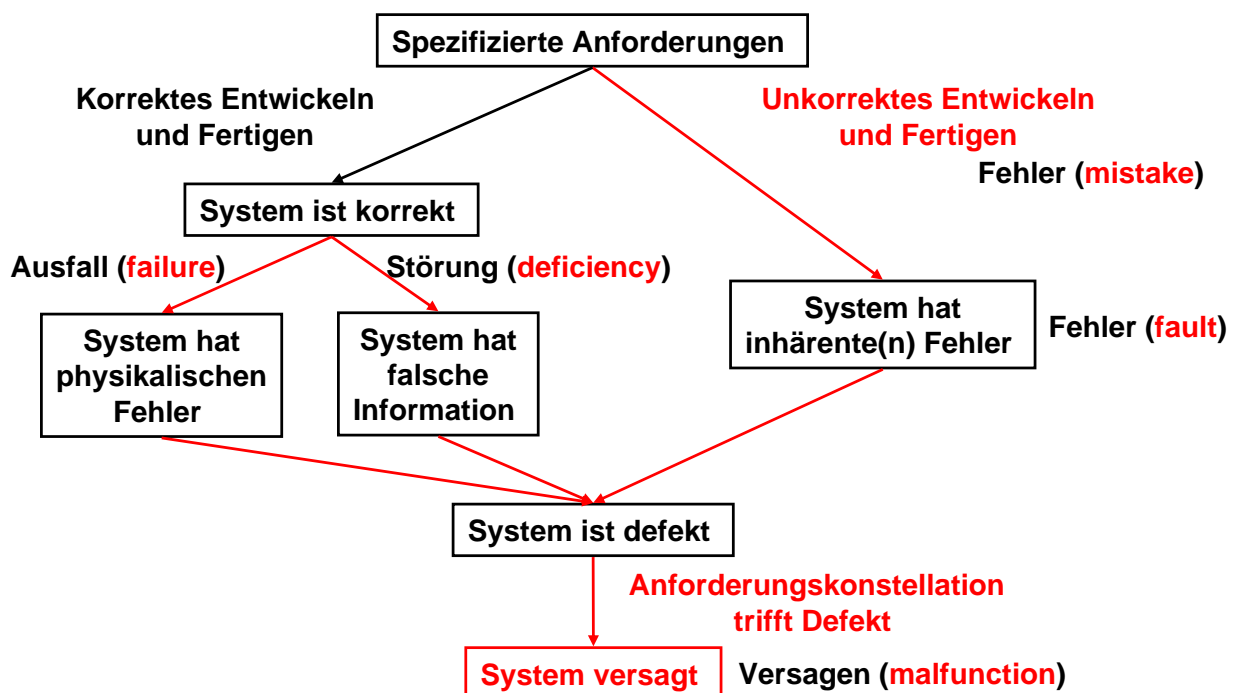 Spezifizierte Anforderungen
Korrektes Entwickeln
und Fertigen
Unkorrektes Entwickeln
und Fertigen
Fehler (mistake)
System ist korrekt
Ausfall (failure)
Störung (deficiency)
System hat
physikalischen
Fehler
System hat
falsche
Information
System hat
inhärente(n) Fehler
Fehler (fault)
System ist defekt
Anforderungskonstellation
trifft Defekt
System versagt
Versagen (malfunction)